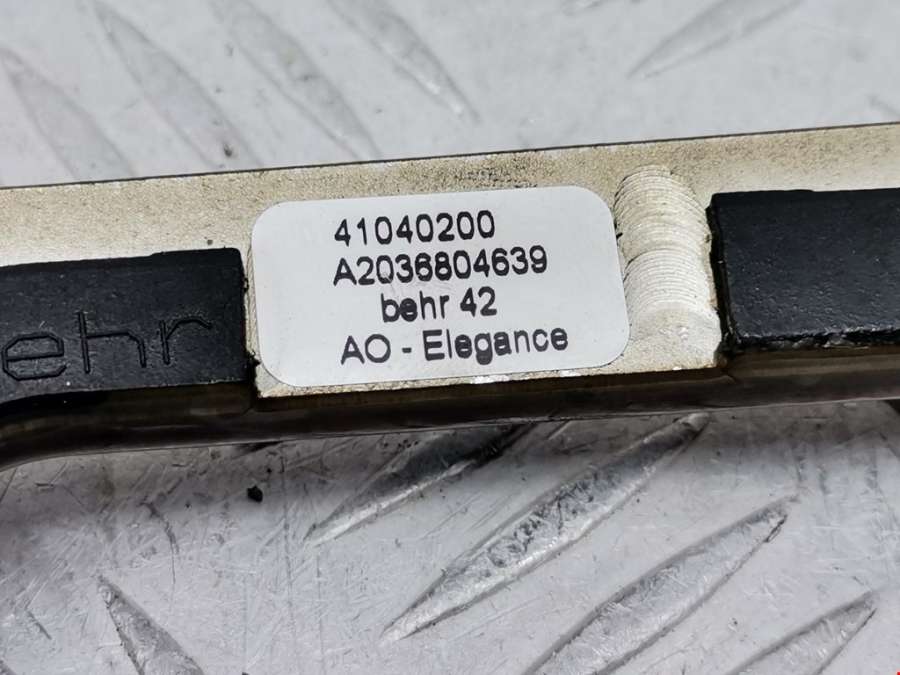 41040200
A2036804639
behr 42
AO - Elegance
ehr